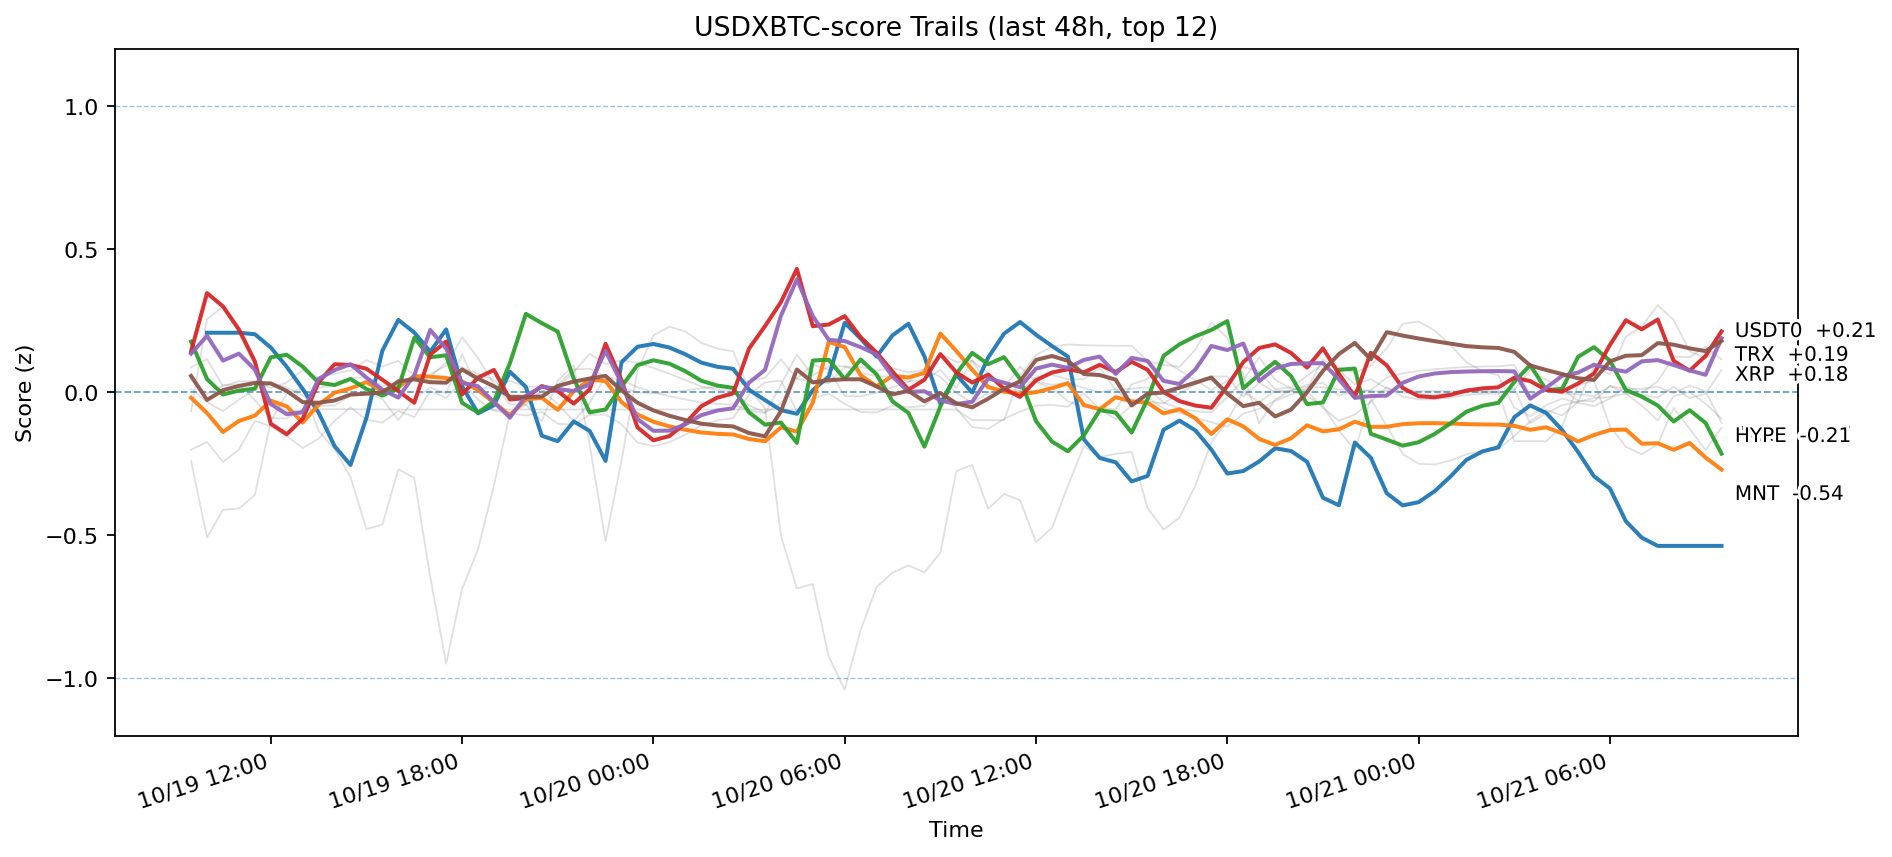 USDXBTC-score Trails (last 48h, top 12)
1.0
0.5
0.0
−0.5
−1.0
Score (z)
USDT0 +0.21
TRX +0.19
XRP +0.18
HYPE -0.21
MNT -0.54
10/19 12:00
10/19 18:00
10/20 00:00
10/20 06:00
10/20 12:00
10/20 18:00
10/21 00:00
10/21 06:00
Time